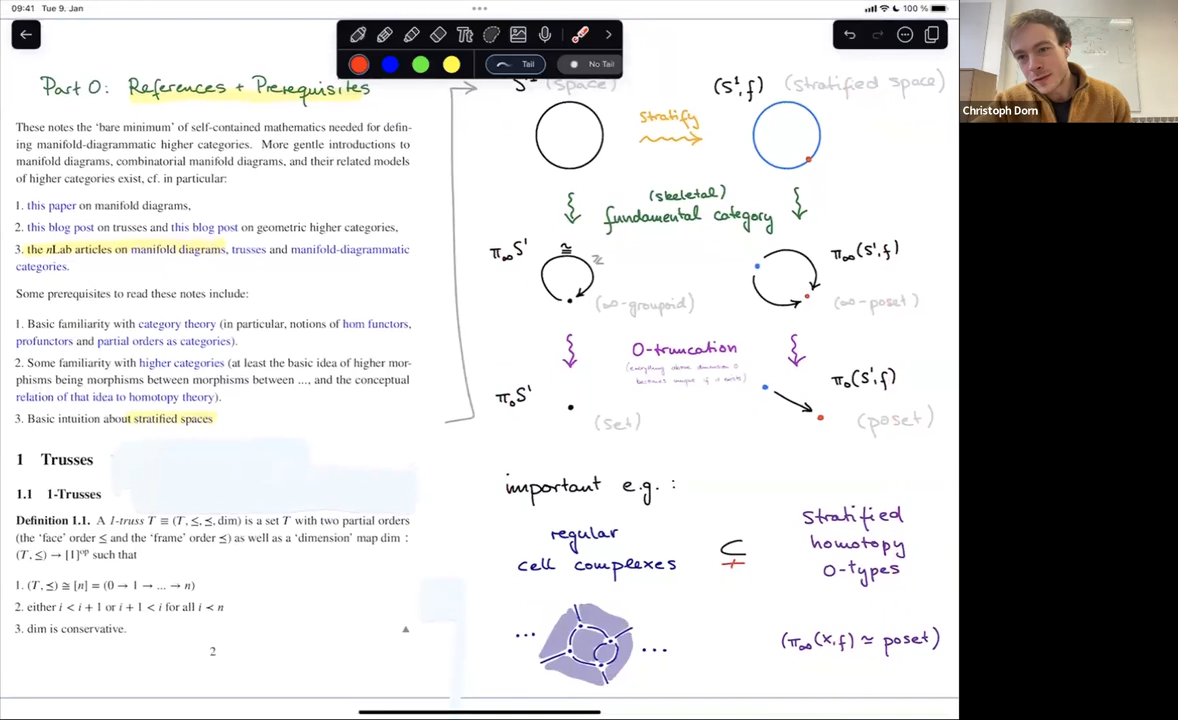 09:41 Tue 9. Jan
100 %
Tail
No Tail
Christoph Dorn
Part 0: References + Prerequisites
These notes the ‘bare minimum’ of self-contained mathematics needed for defin-
ing manifold-diagrammatic higher categories. More gentle introductions to
manifold diagrams, combinatorial manifold diagrams, and their related models
of higher categories exist, cf. in particular:
1. this paper on manifold diagrams,
2. this blog post on trusses and this blog post on geometric higher categories,
3. the nLab articles on manifold diagrams, trusses and manifold-diagrammatic
categories.
Some prerequisites to read these notes include:
1. Basic familiarity with category theory (in particular, notions of hom functors,
profunctors and partial orders as categories).
2. Some familiarity with higher categories (at least the basic idea of higher mor-
phisms being morphisms between morphisms between ..., and the conceptual
relation of that idea to homotopy theory).
3. Basic intuition about stratified spaces
1 Trusses
1.1 1-Trusses
Definition 1.1. A 1-truss T ≡ (T, ≤, ⪯, dim) is a set T with two partial orders
(the ‘face’ order ≤ and the ‘frame’ order ⪯) as well as a ‘dimension’ map dim :
(T, ≤) → [1]ᵒᵖ such that
1. (T, ⪯) ≅ [n] = (0 → 1 → ... → n)
2. either i < i + 1 or i + 1 < i for all i < n
3. dim is conservative.
▲
2
S¹ (space)
(S¹, f) (stratified space)
stratify
(skeletal)
fundamental category
π∞S¹
≅
(∞-groupoid)
π∞(S¹, f)
(∞-poset)
0-truncation
(everything above dimension 0
becomes unique if it exists)
π₀S¹
(set)
π₀(S¹, f)
(poset)
important e.g. :
regular
cell complexes
⊊
stratified
homotopy
0-types
... ...
(π∞(X, f) ≃ poset)